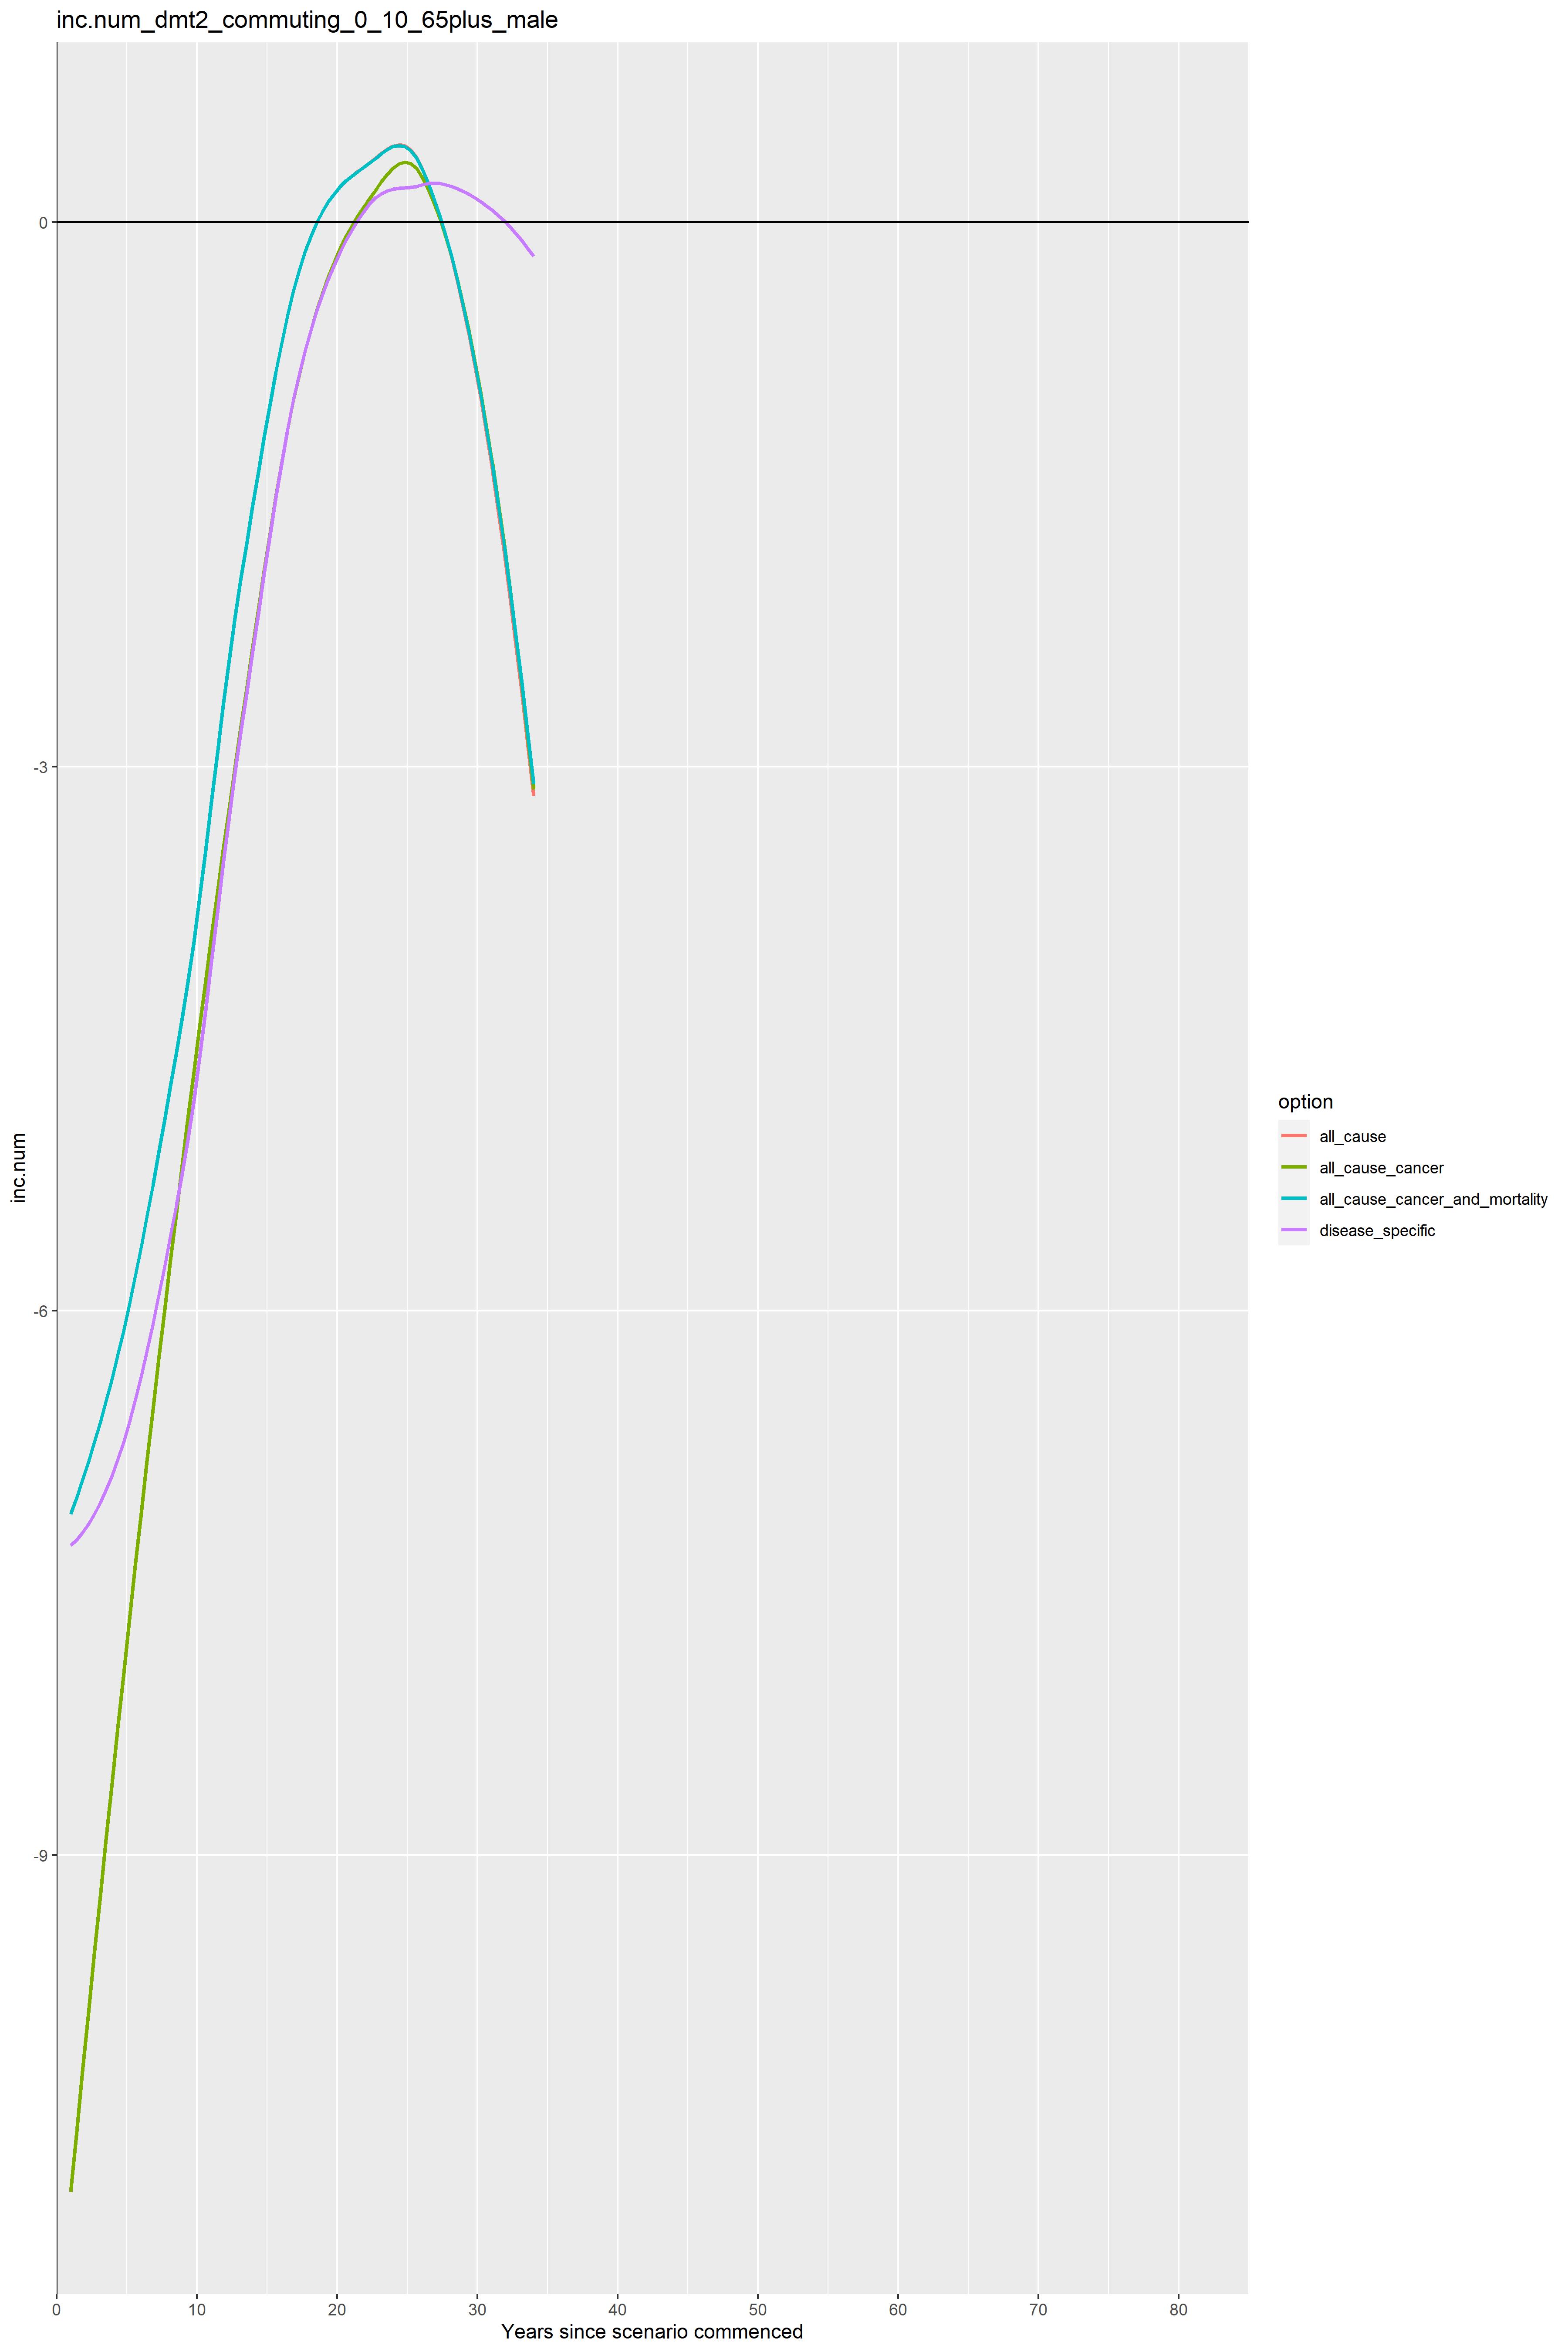 inc.num_dmt2_commuting_0_10_65plus_male
inc.num
0
-3
-6
-9
0 10 20 30 40 50 60 70 80
Years since scenario commenced
option
all_cause
all_cause_cancer
all_cause_cancer_and_mortality
disease_specific